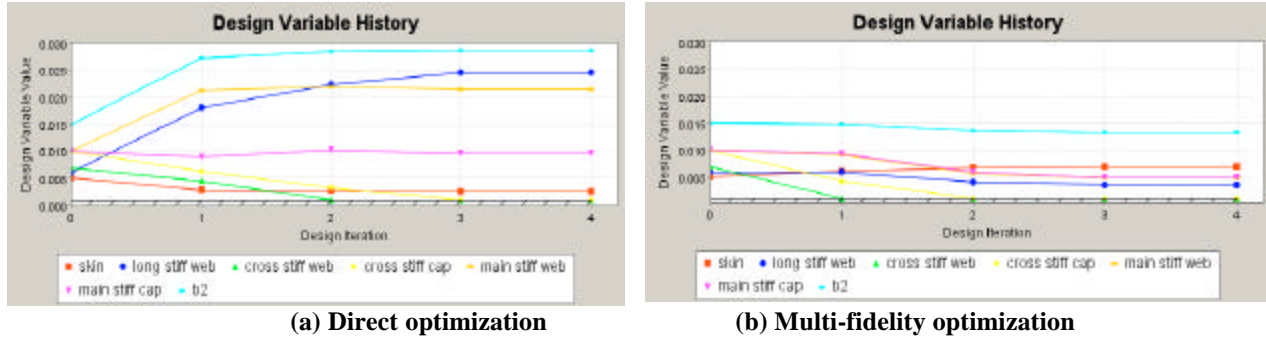 Design Variable History
0.030
0.025
0.020
0.015
0.010
0.005
0.000
Design Variable Value
0 1 2 3 4
Design Iteration
skin long stiff web cross stiff web cross stiff cap main stiff web
main stiff cap b2
(a) Direct optimization
Design Variable History
0.030
0.025
0.020
0.015
0.010
0.005
Design Variable Value
0 1 2 3 4
Design Iteration
skin long stiff web cross stiff web cross stiff cap main stiff web
main stiff cap b2
(b) Multi-fidelity optimization